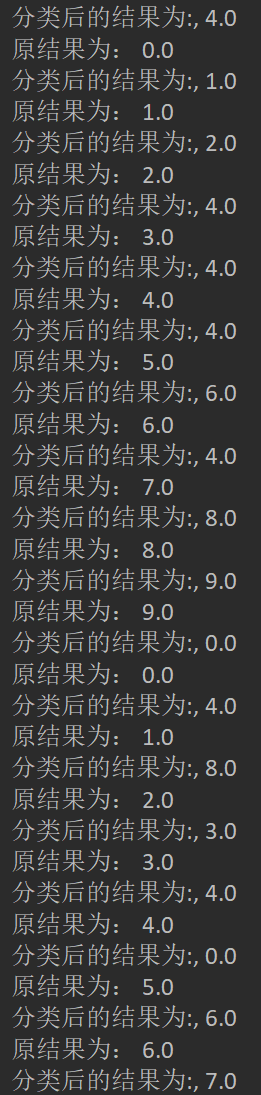 分类后的结果为:, 4.0
原结果为： 0.0
分类后的结果为:, 1.0
原结果为： 1.0
分类后的结果为:, 2.0
原结果为： 2.0
分类后的结果为:, 4.0
原结果为： 3.0
分类后的结果为:, 4.0
原结果为： 4.0
分类后的结果为:, 4.0
原结果为： 5.0
分类后的结果为:, 6.0
原结果为： 6.0
分类后的结果为:, 4.0
原结果为： 7.0
分类后的结果为:, 8.0
原结果为： 8.0
分类后的结果为:, 9.0
原结果为： 9.0
分类后的结果为:, 0.0
原结果为： 0.0
分类后的结果为:, 4.0
原结果为： 1.0
分类后的结果为:, 8.0
原结果为： 2.0
分类后的结果为:, 3.0
原结果为： 3.0
分类后的结果为:, 4.0
原结果为： 4.0
分类后的结果为:, 0.0
原结果为： 5.0
分类后的结果为:, 6.0
原结果为： 6.0
分类后的结果为:, 7.0